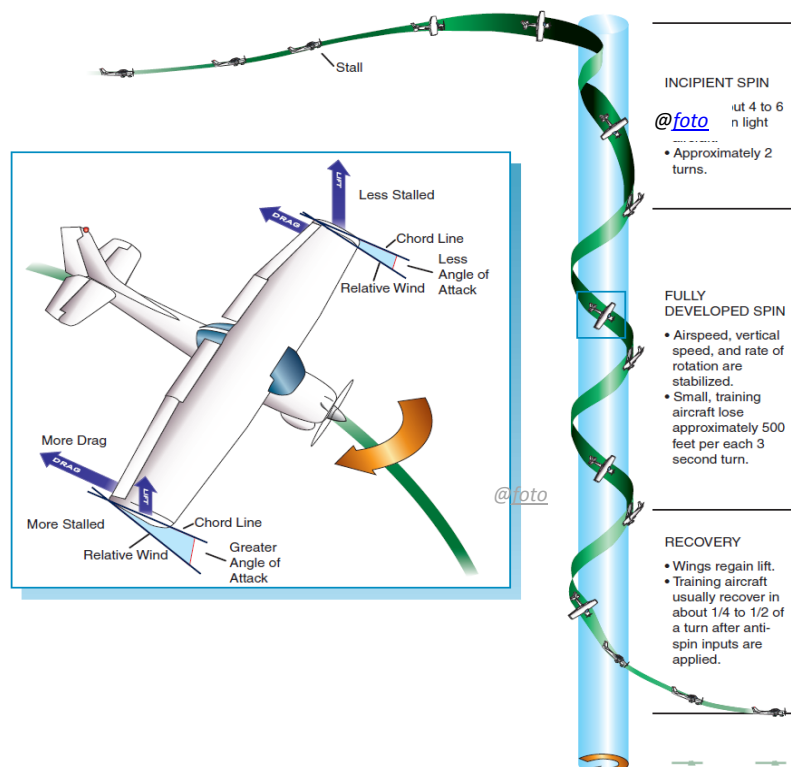 Stall
INCIPIENT SPIN
ut 4 to 6
@foto
n light
• Approximately 2
turns.
LIFT
DRAG
Less Stalled
Chord Line
Less
Angle of
Attack
Relative Wind
FULLY
DEVELOPED SPIN
• Airspeed, vertical
speed, and rate of
rotation are
stabilized.
• Small, training
aircraft lose
approximately 500
feet per each 3
second turn.
More Drag
DRAG
LIFT
More Stalled
Chord Line
Relative Wind
Greater
Angle of
Attack
@foto
RECOVERY
• Wings regain lift.
• Training aircraft
usually recover in
about 1/4 to 1/2 of
a turn after anti-
spin inputs are
applied.